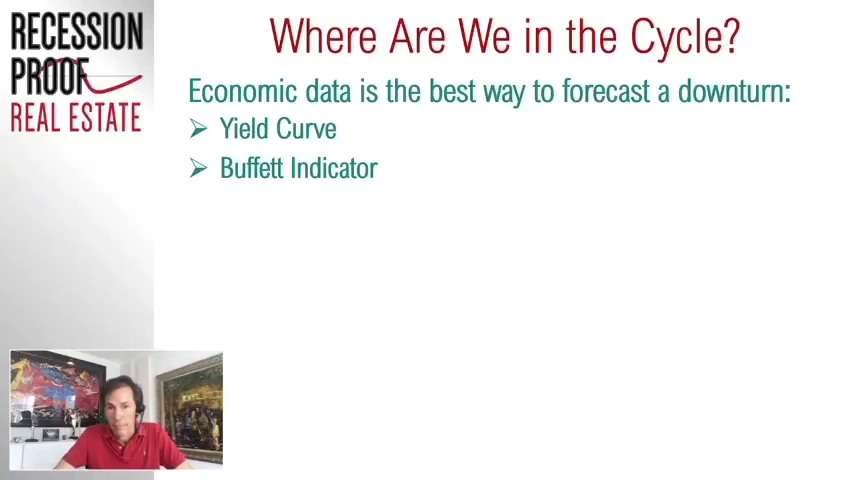 RECESSION
PROOF
REAL ESTATE
Where Are We in the Cycle?
Economic data is the best way to forecast a downturn:
➢ Yield Curve
➢ Buffett Indicator